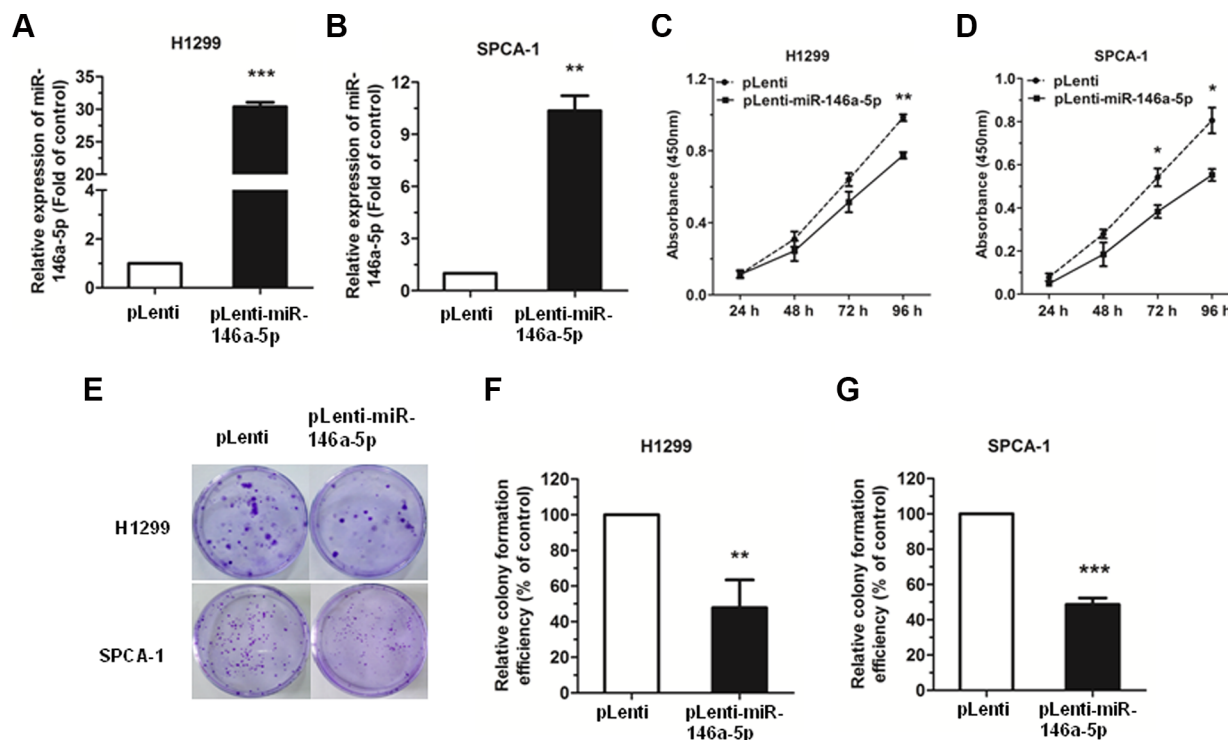 A
H1299
Relative expression of miR-
146a-5p (Fold of control)
35
30
25
20
4
2
0
***
pLenti
pLenti-miR-
146a-5p
B
SPCA-1
Relative expression of miR-
146a-5p (Fold of control)
12
9
6
3
0
**
pLenti
pLenti-miR-
146a-5p
C
H1299
Absorbance (450nm)
1.2
0.8
0.4
0.0
pLenti
pLenti-miR-146a-5p
**
24 h 48 h 72 h 96 h
D
SPCA-1
Absorbance (450nm)
1.0
0.8
0.6
0.4
0.2
0.0
pLenti
pLenti-miR-146a-5p
*
*
24 h 48 h 72 h 96 h
E
pLenti
pLenti-miR-
146a-5p
H1299
SPCA-1
F
H1299
Relative colony formation
efficiency (% of control)
120
100
80
60
40
20
0
**
pLenti
pLenti-miR-
146a-5p
G
SPCA-1
Relative colony formation
efficiency (% of control)
120
100
80
60
40
20
0
***
pLenti
pLenti-miR-
146a-5p